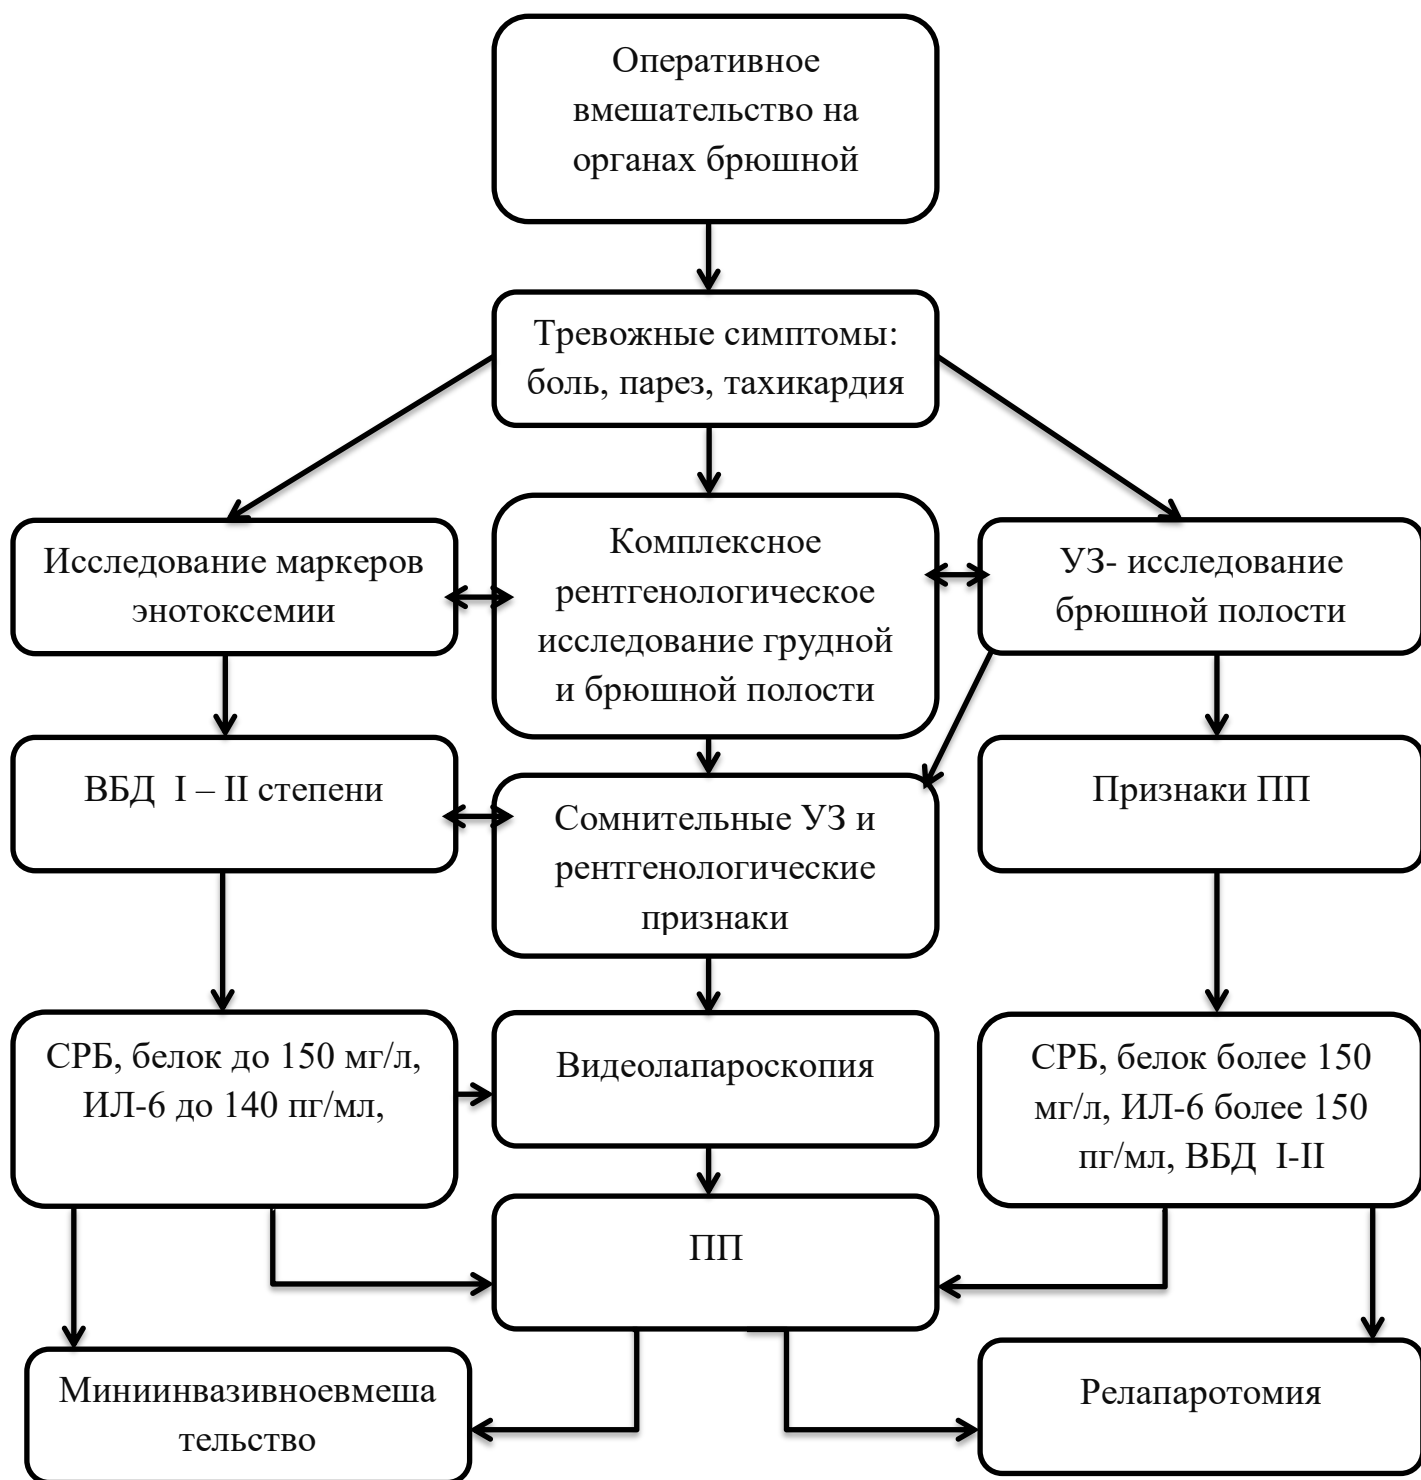 Оперативное
вмешательство на
органах брюшной
Тревожные симптомы:
боль, парез, тахикардия
Исследование маркеров
энотоксемии
Комплексное
рентгенологическое
исследование грудной
и брюшной полости
УЗ- исследование
брюшной полости
ВБД I – II степени
Сомнительные УЗ и
рентгенологические
признаки
Признаки ПП
СРБ, белок до 150 мг/л,
ИЛ-6 до 140 пг/мл,
Видеолапароскопия
СРБ, белок более 150
мг/л, ИЛ-6 более 150
пг/мл, ВБД I-II
ПП
Миниинвазивноевмеша
тельство
Релапаротомия